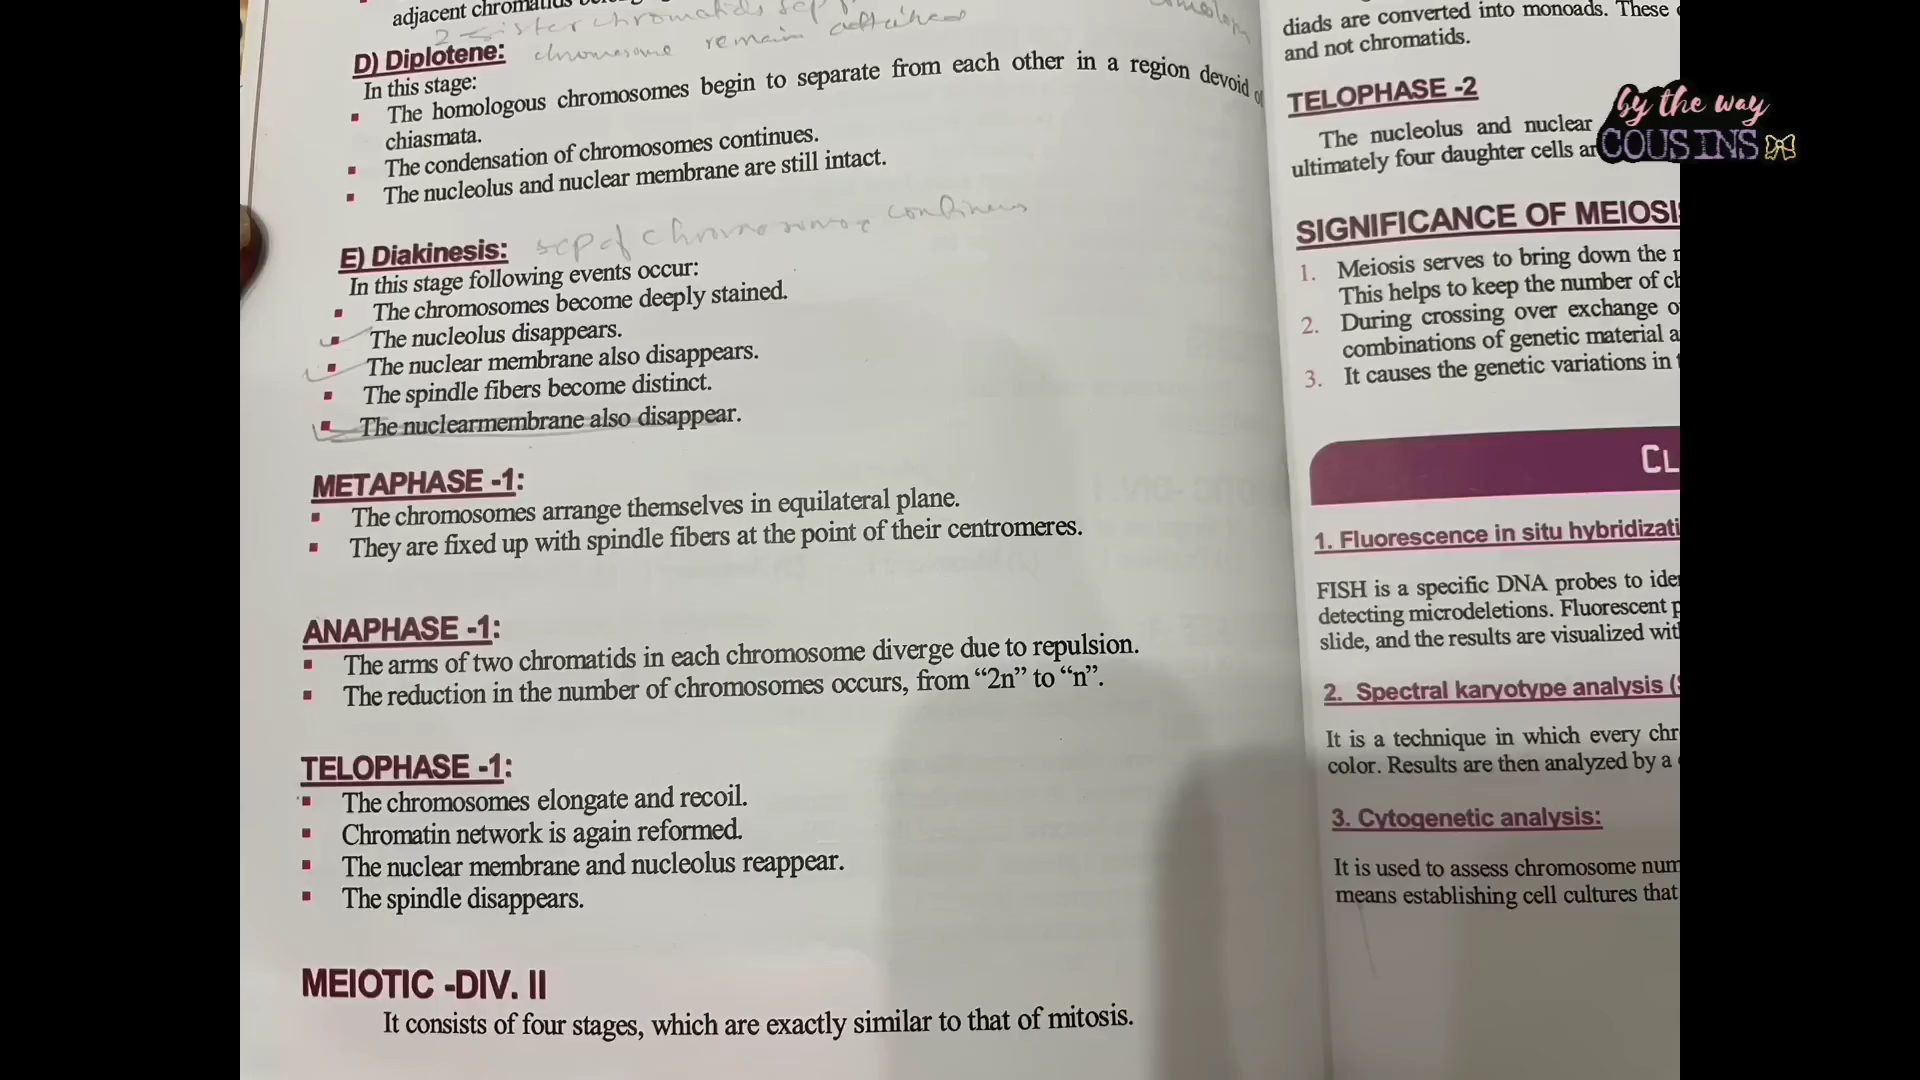 adjacent chromatids
2 sister chromatids sep
chromosome remain attached
D) Diplotene:
In this stage:
The homologous chromosomes begin to separate from each other in a region devoid of
chiasmata.
The condensation of chromosomes continues.
The nucleolus and nuclear membrane are still intact.
E) Diakinesis: sep of chromosomes continues
In this stage following events occur:
The chromosomes become deeply stained.
The nucleolus disappears.
The nuclear membrane also disappears.
The spindle fibers become distinct.
The nuclearmembrane also disappear.
METAPHASE -1:
The chromosomes arrange themselves in equilateral plane.
They are fixed up with spindle fibers at the point of their centromeres.
ANAPHASE -1:
The arms of two chromatids in each chromosome diverge due to repulsion.
The reduction in the number of chromosomes occurs, from “2n” to “n”.
TELOPHASE -1:
The chromosomes elongate and recoil.
Chromatin network is again reformed.
The nuclear membrane and nucleolus reappear.
The spindle disappears.
MEIOTIC -DIV. II
It consists of four stages, which are exactly similar to that of mitosis.
diads are converted into monoads. These
and not chromatids.
TELOPHASE -2
The nucleolus and nuclear
ultimately four daughter cells
SIGNIFICANCE OF MEIOSI
1. Meiosis serves to bring down the
This helps to keep the number of
2. During crossing over exchange
combinations of genetic material
3. It causes the genetic variations in
CL
1. Fluorescence in situ hybridizati
FISH is a specific DNA probes to
detecting microdeletions. Fluorescent
slide, and the results are visualized
2. Spectral karyotype analysis
It is a technique in which every
color. Results are then analyzed by a
3. Cytogenetic analysis:
It is used to assess chromosome
means establishing cell cultures that
by the way
COUSINS